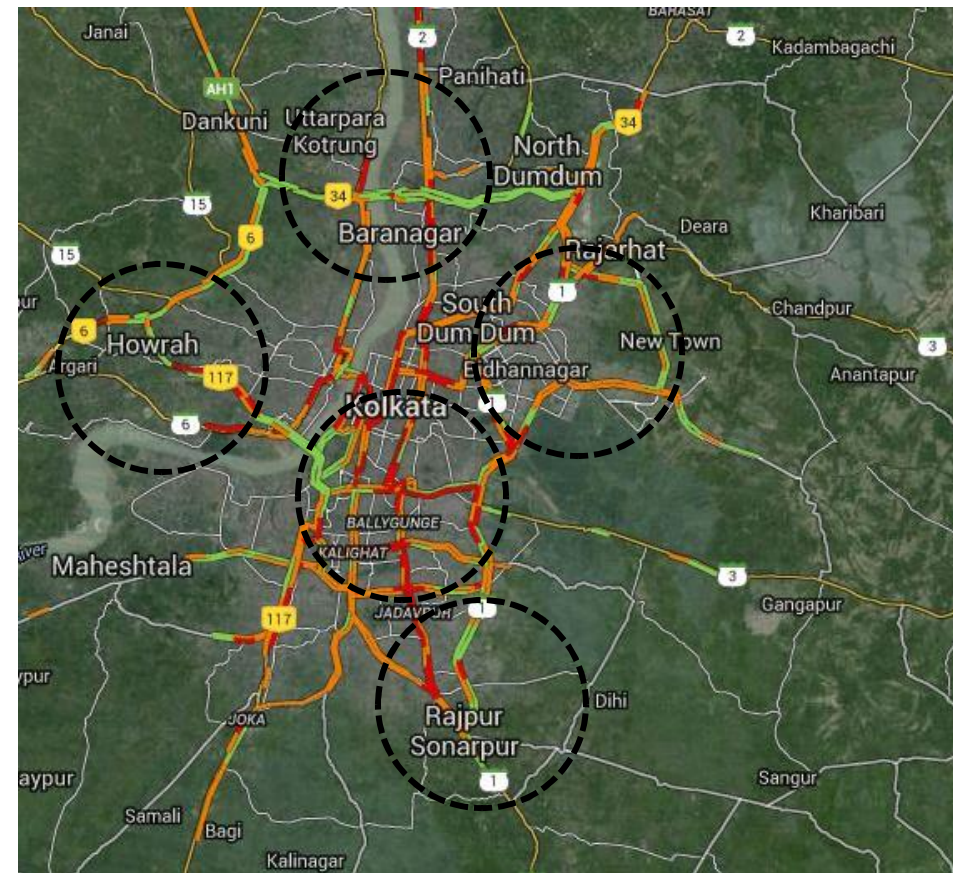 BARASAT
Janai
2
2
Kadambagachi
Panihati
AH1
Dankuni
Uttarpara
Kotrung
34
North
Dumdum
34
15
Kharibari
Baranagar
Deara
6
15
Rajarhat
1
South
Dum Dum
Chandpur
6
Howrah
New Town
3
Argari
117
Bidhannagar
Anantapur
Kolkata
1
6
BALLYGUNGE
KALIGHAT
Maheshtala
3
Gangapur
117
JADAVPUR
1
Dihi
Rajpur
Sonarpur
JOKA
1
Sangur
Samali
Bagi
Kalinagar